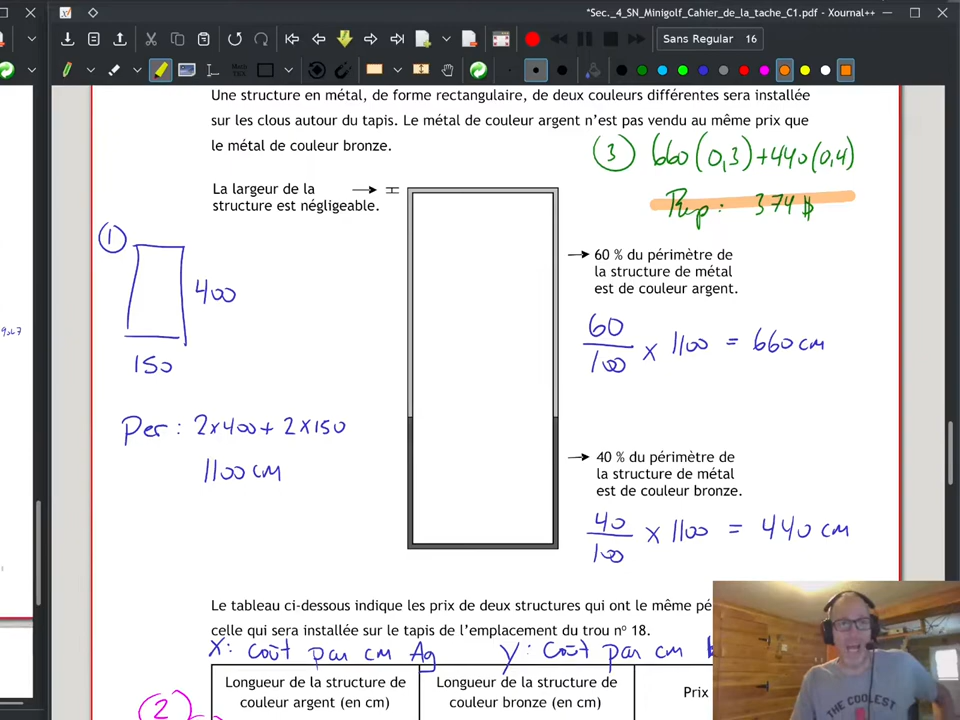 *Sec._4_SN_Minigolf_Cahier_de_la_tache_C1.pdf - Xournal++
Sans Regular 16
Une structure en métal, de forme rectangulaire, de deux couleurs différentes sera installée
sur les clous autour du tapis. Le métal de couleur argent n'est pas vendu au même prix que
le métal de couleur bronze.
3 660(0,3)+440(0,4)
Rep: 374 $
La largeur de la
structure est négligeable.
1
400
150
60 % du périmètre de
la structure de métal
est de couleur argent.
60/100 x 1100 = 660 cm
Per : 2x400+ 2x150
1100 cm
40 % du périmètre de
la structure de métal
est de couleur bronze.
40/100 x 1100 = 440 cm
Le tableau ci-dessous indique les prix de deux structures qui ont le même
celle qui sera installée sur le tapis de l'emplacement du trou nº 18.
X: Coût par cm Ag
y: Coût par cm
Longueur de la structure de
couleur argent (en cm)
Longueur de la structure de
couleur bronze (en cm)
Prix
2
THE COOLEST